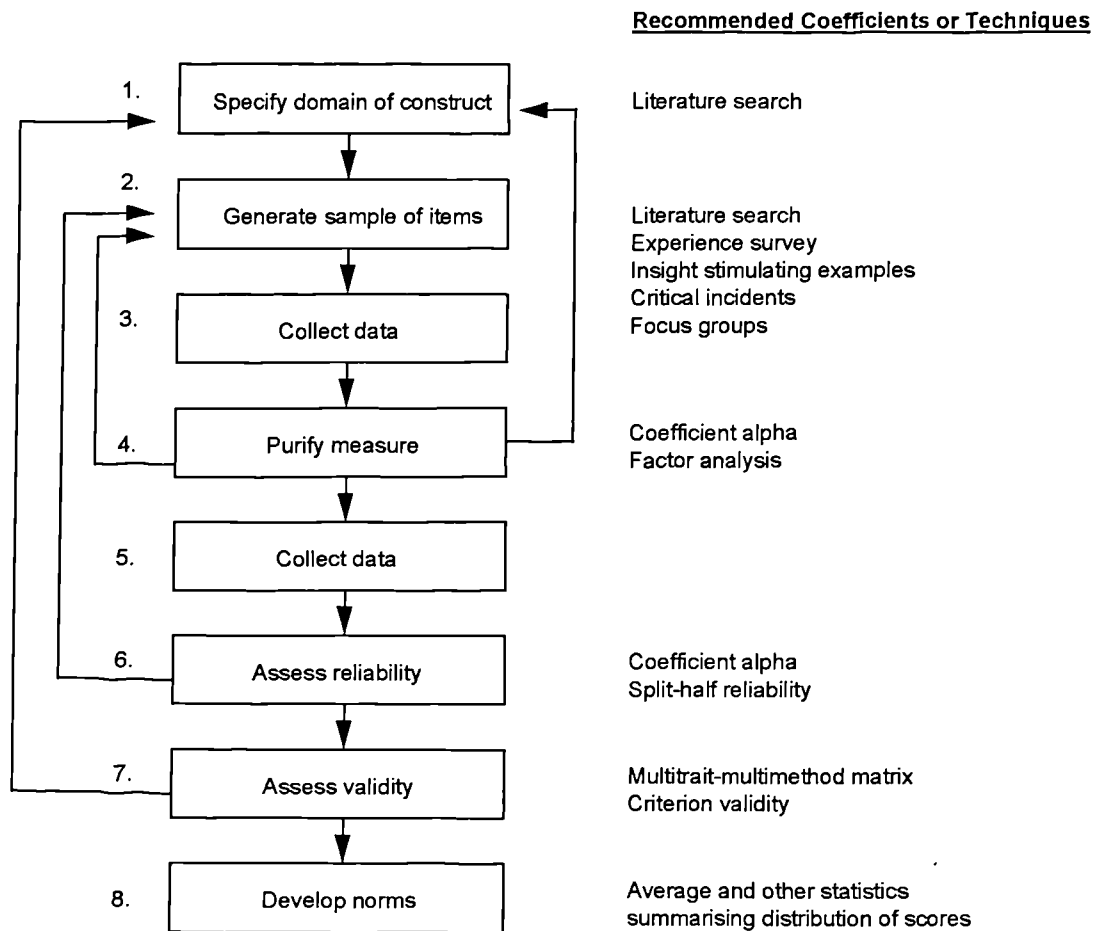 Recommended Coefficients or Techniques
1. Specify domain of construct Literature search
2. Generate sample of items Literature search
Experience survey
Insight stimulating examples
Critical incidents
Focus groups
3. Collect data
4. Purify measure Coefficient alpha
Factor analysis
5. Collect data
6. Assess reliability Coefficient alpha
Split-half reliability
7. Assess validity Multitrait-multimethod matrix
Criterion validity
8. Develop norms Average and other statistics
summarising distribution of scores